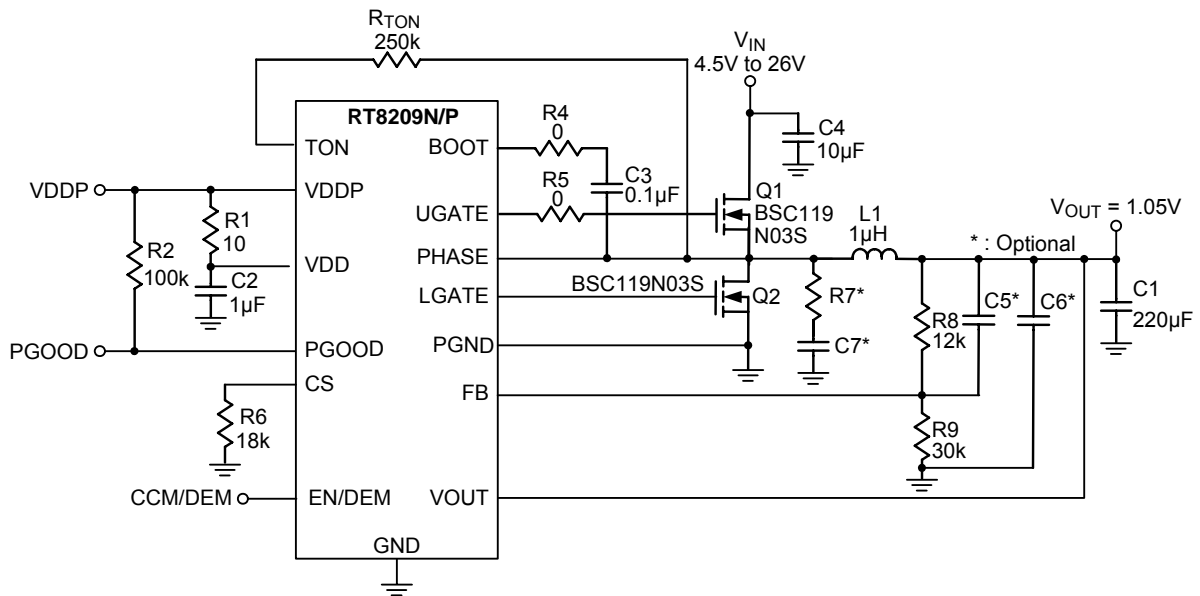 R_TON
250k
V_IN
4.5V to 26V
RT8209N/P
TON
BOOT
R4
0
C4
10µF
VDDP
VDDP
C3
0.1µF
R5
0
Q1
BSC119
N03S
UGATE
R1
10
R2
100k
VDD
C2
1µF
PHASE
L1
1µH
V_OUT = 1.05V
* : Optional
LGATE
BSC119N03S
Q2
R7*
C7*
R8
12k
C5*
C6*
C1
220µF
PGOOD
PGOOD
PGND
CS
FB
R6
18k
R9
30k
CCM/DEM
EN/DEM
VOUT
GND